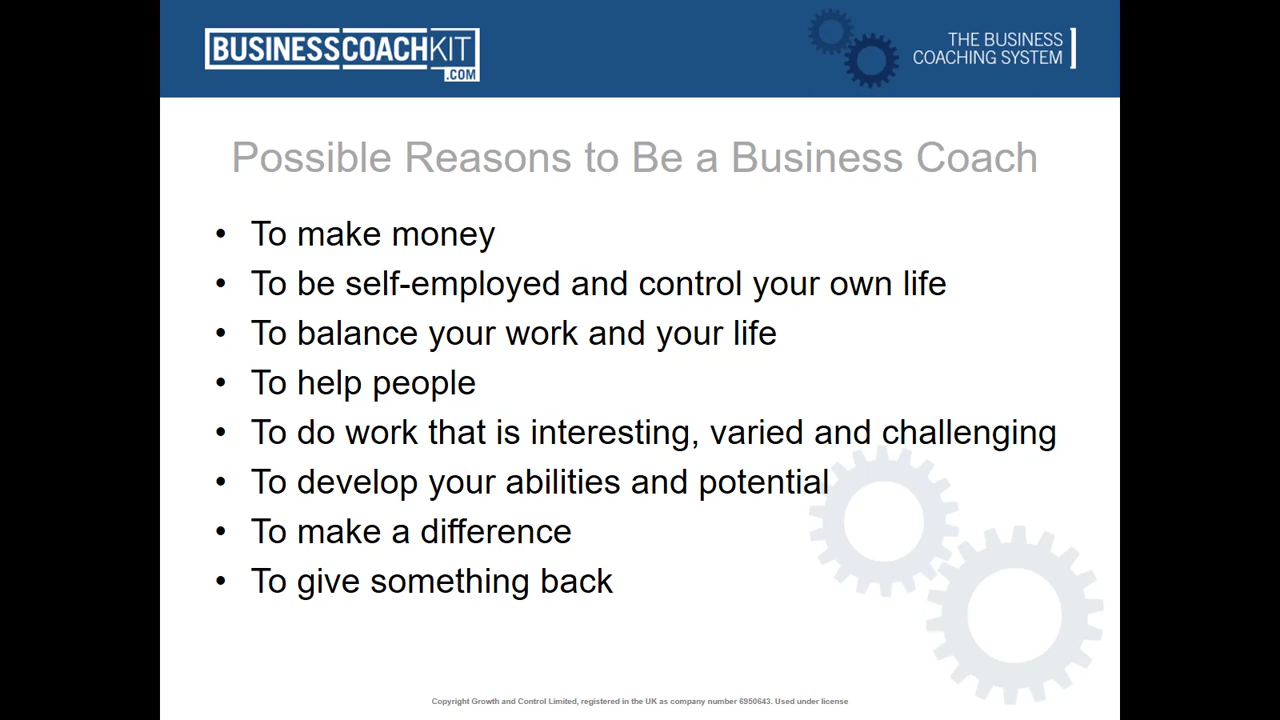 BUSINESSCOACHKIT
.COM
THE BUSINESS
COACHING SYSTEM
Possible Reasons to Be a Business Coach
• To make money
• To be self-employed and control your own life
• To balance your work and your life
• To help people
• To do work that is interesting, varied and challenging
• To develop your abilities and potential
• To make a difference
• To give something back
Copyright Growth and Control Limited, registered in the UK as company number 6950643. Used under license